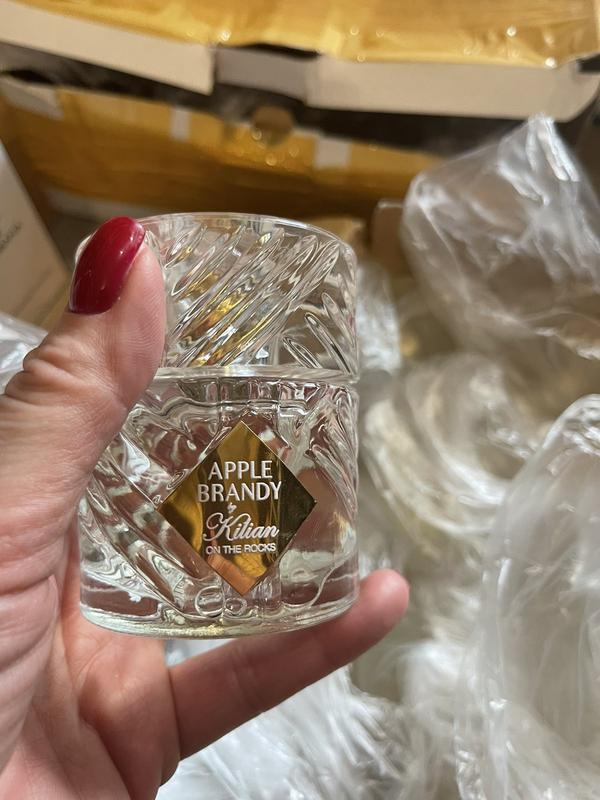 APPLE
BRANDY
by
Kilian
ON THE ROCKS